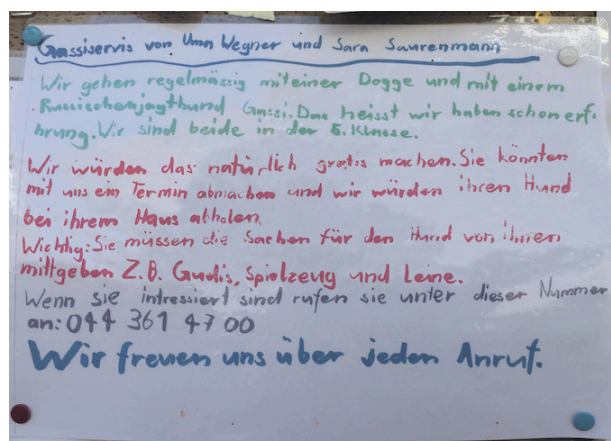 Gassiservis von Uma Wegner und Sara Saurenmann
Wir gehen regelmässig miteiner Dogge und mit einem
Russischenjagthund Gassi. Das heisst wir haben schon erf-
hrung. Wir sind beide in der 5. Klasse.
Wir würden das natürlich gratis machen. Sie könnten
mit uns ein Termin abmachen und wir würden ihren Hund
bei ihrem Haus abholen.
Wichtig: Sie müssen die Sachen für den Hund von ihnen
mittgeben Z.B. Gudis, Spielzeug und Leine.
Wenn sie intressiert sind rufen sie unter dieser Nummer
an: 044 361 47 00
Wir freuen uns über jeden Anruf.